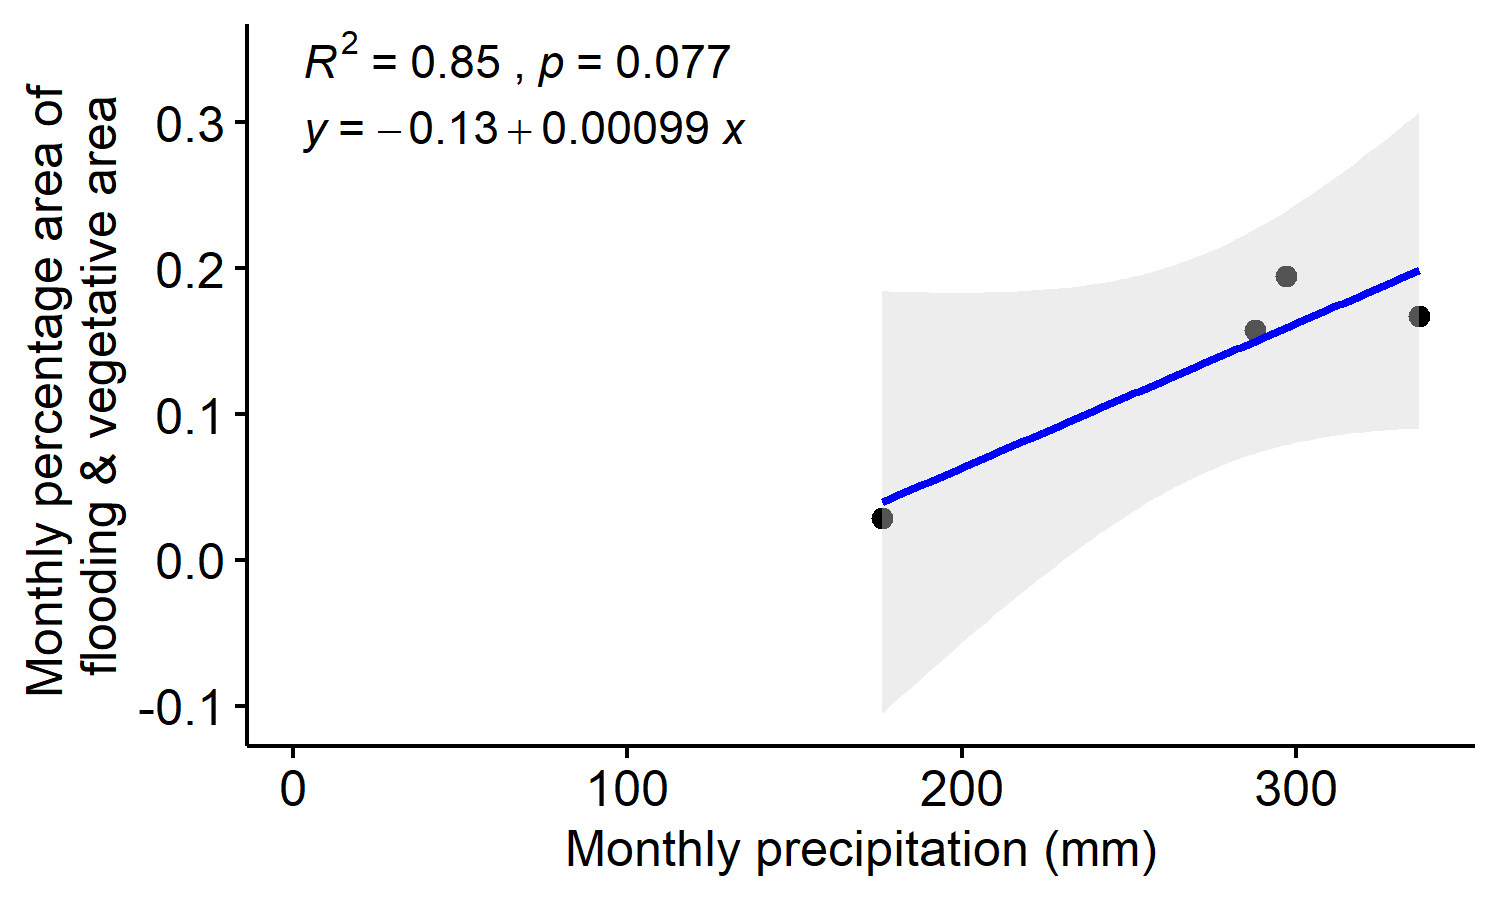 R² = 0.85 , p = 0.077
y = −0.13 + 0.00099 x
Monthly percentage area of
flooding & vegetative area
0.3
0.2
0.1
0.0
-0.1
0 100 200 300
Monthly precipitation (mm)